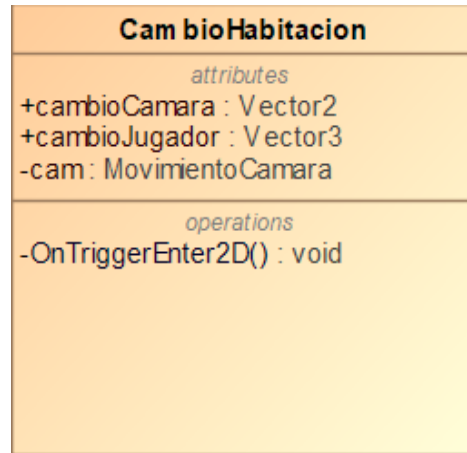 CambioHabitacion
attributes
+cambioCamara : Vector2
+cambioJugador : Vector3
-cam : MovimientoCamara
operations
-OnTriggerEnter2D() : void